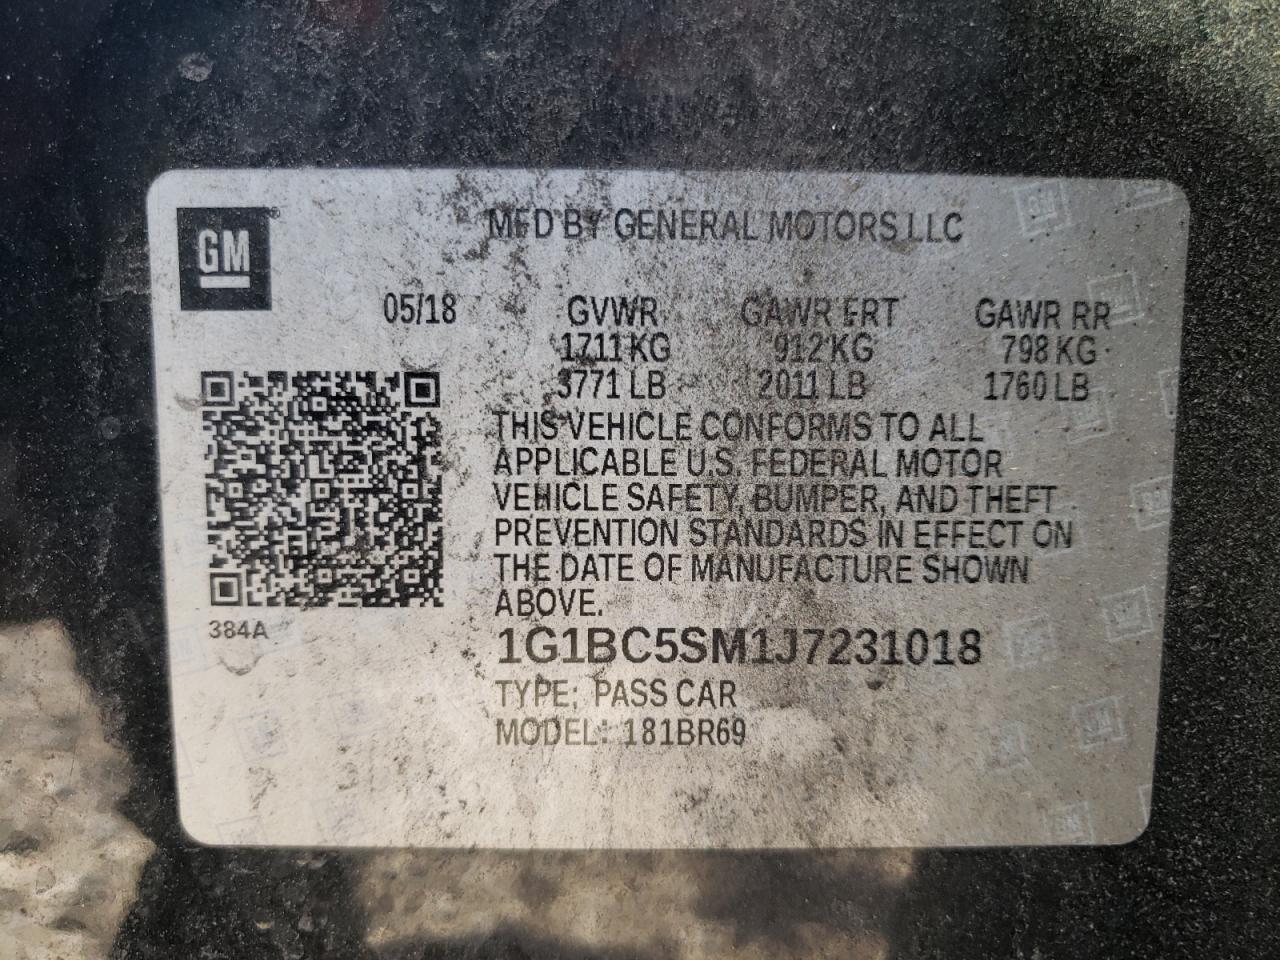 GM
MFD BY GENERAL MOTORS LLC
05/18 GVWR GAWR FRT GAWR RR
1711 KG 912 KG 798 KG
3771 LB 2011 LB 1760 LB
THIS VEHICLE CONFORMS TO ALL
APPLICABLE U.S. FEDERAL MOTOR
VEHICLE SAFETY, BUMPER, AND THEFT
PREVENTION STANDARDS IN EFFECT ON
THE DATE OF MANUFACTURE SHOWN
ABOVE.
384A
1G1BC5SM1J7231018
TYPE: PASS CAR
MODEL: 181BR69